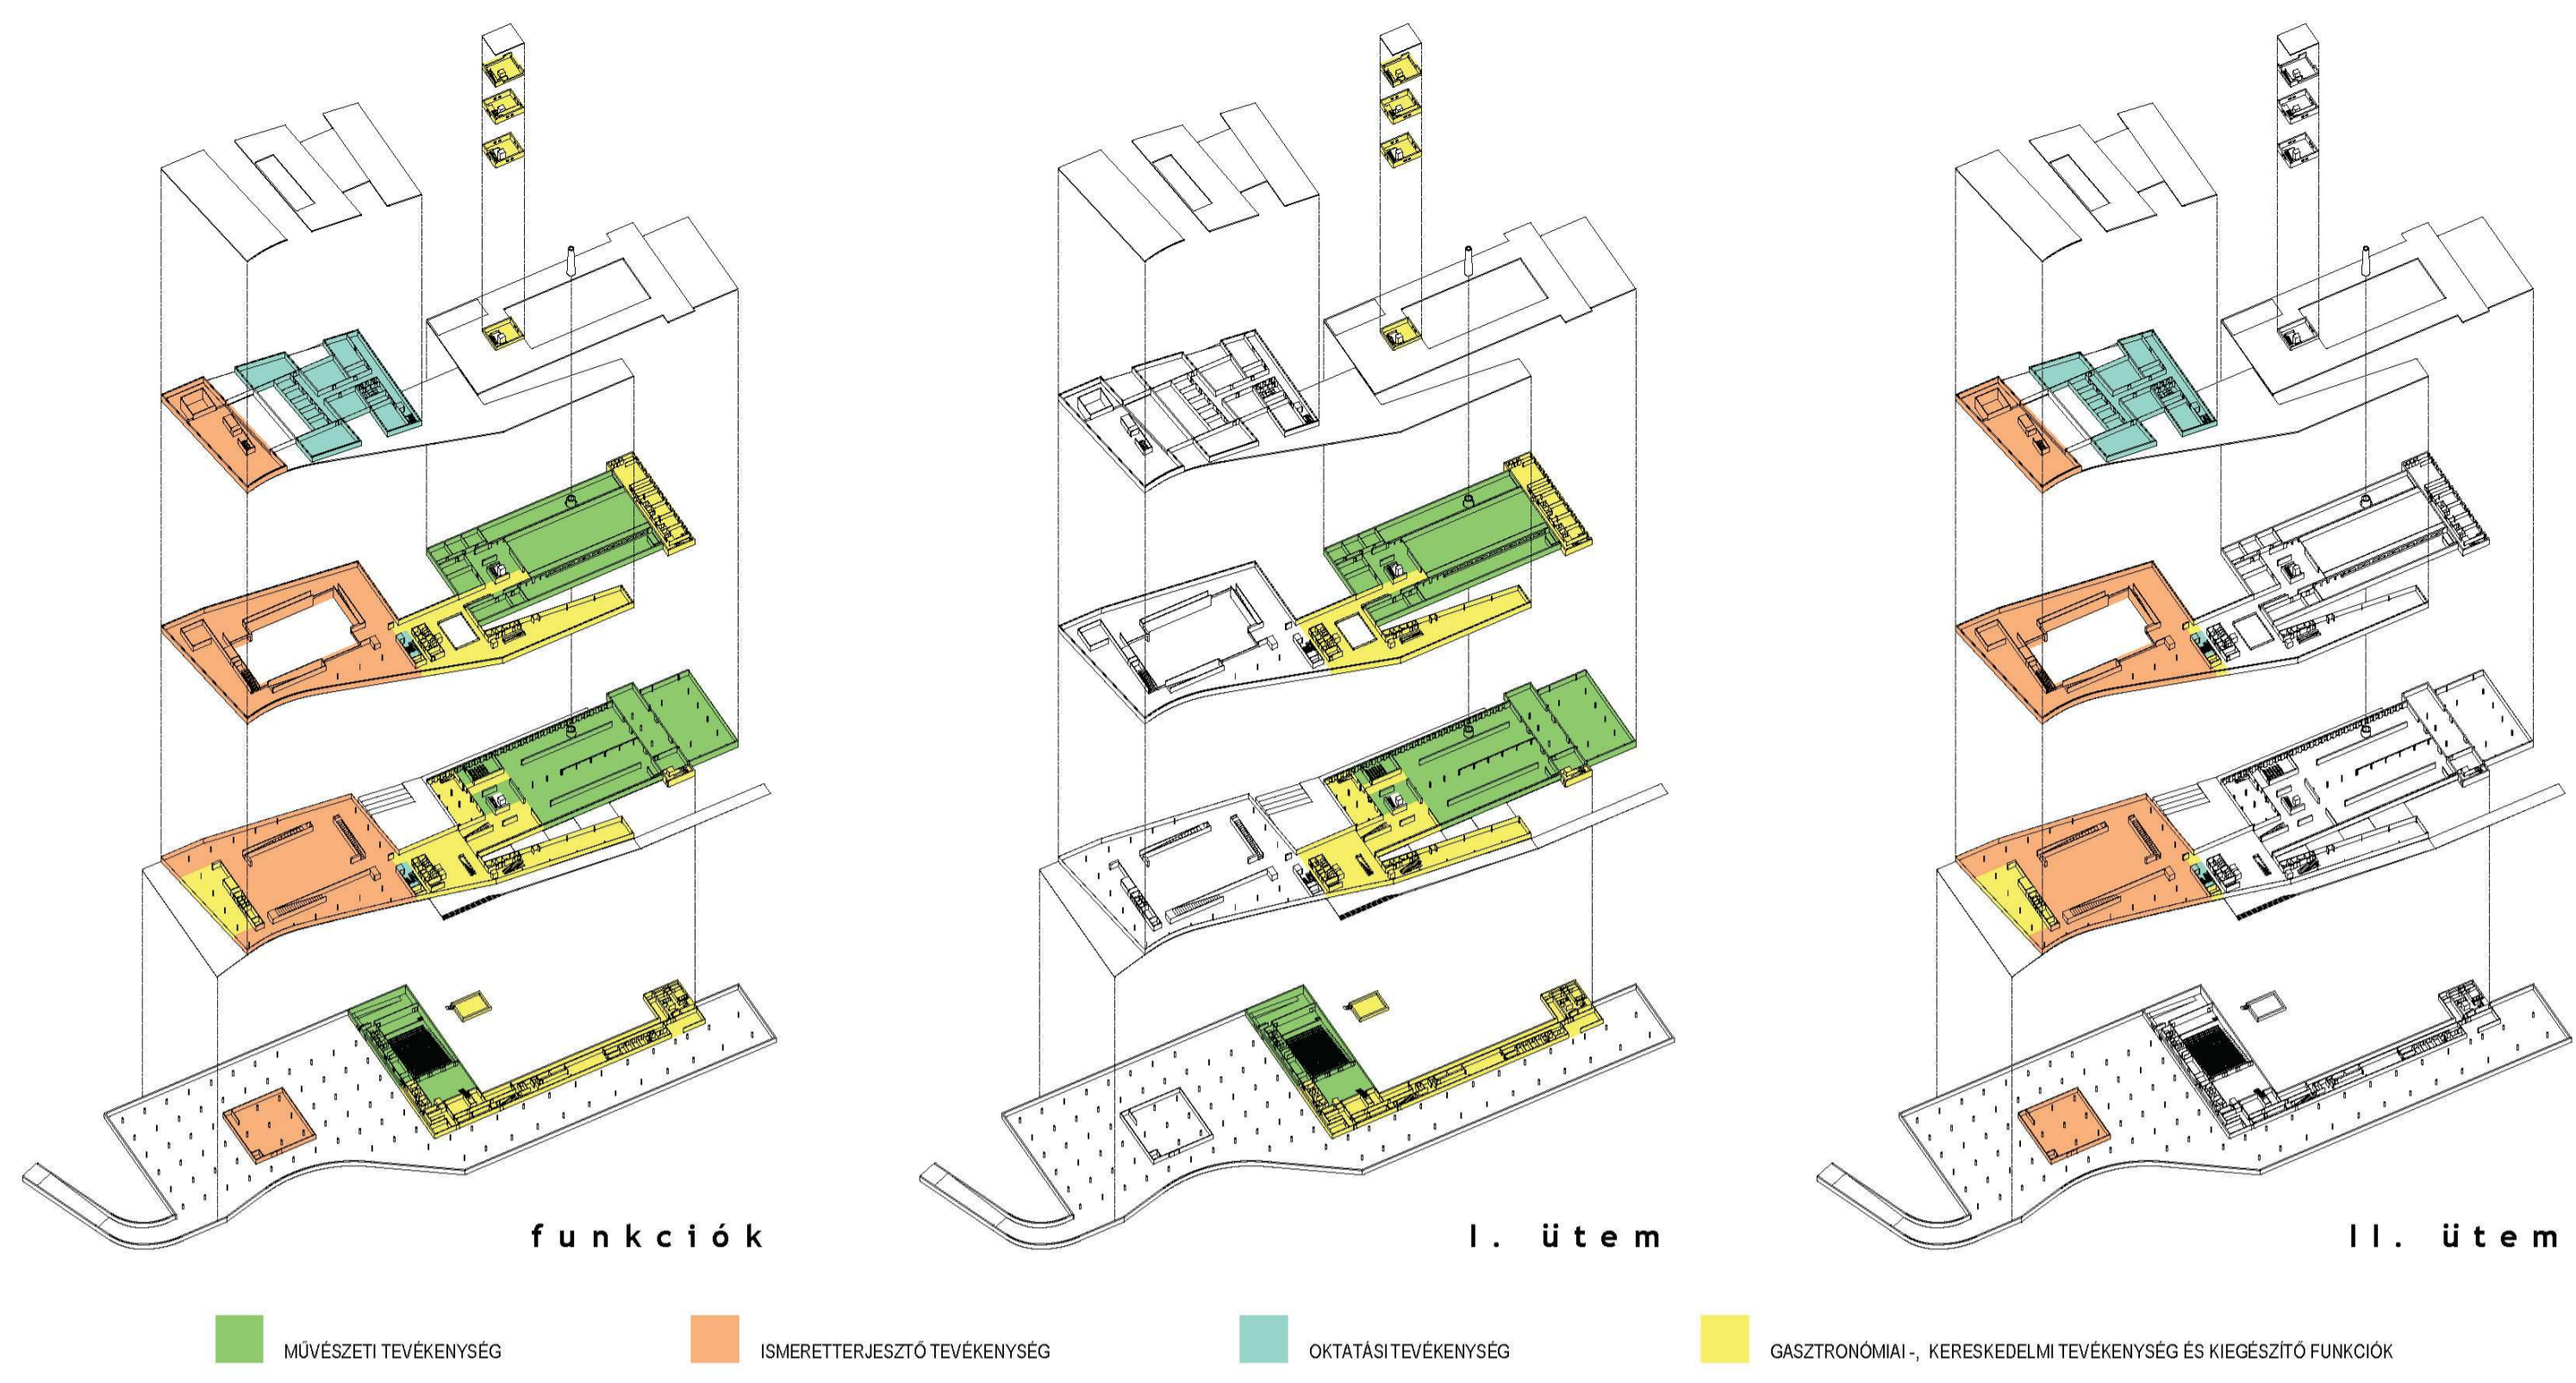 funkciók
I. ütem
II. ütem
MŰVÉSZETI TEVÉKENYSÉG
ISMERETTERJESZTŐ TEVÉKENYSÉG
OKTATÁSI TEVÉKENYSÉG
GASZTRONÓMIAI -, KERESKEDELMI TEVÉKENYSÉG ÉS KIEGÉSZÍTŐ FUNKCIÓK